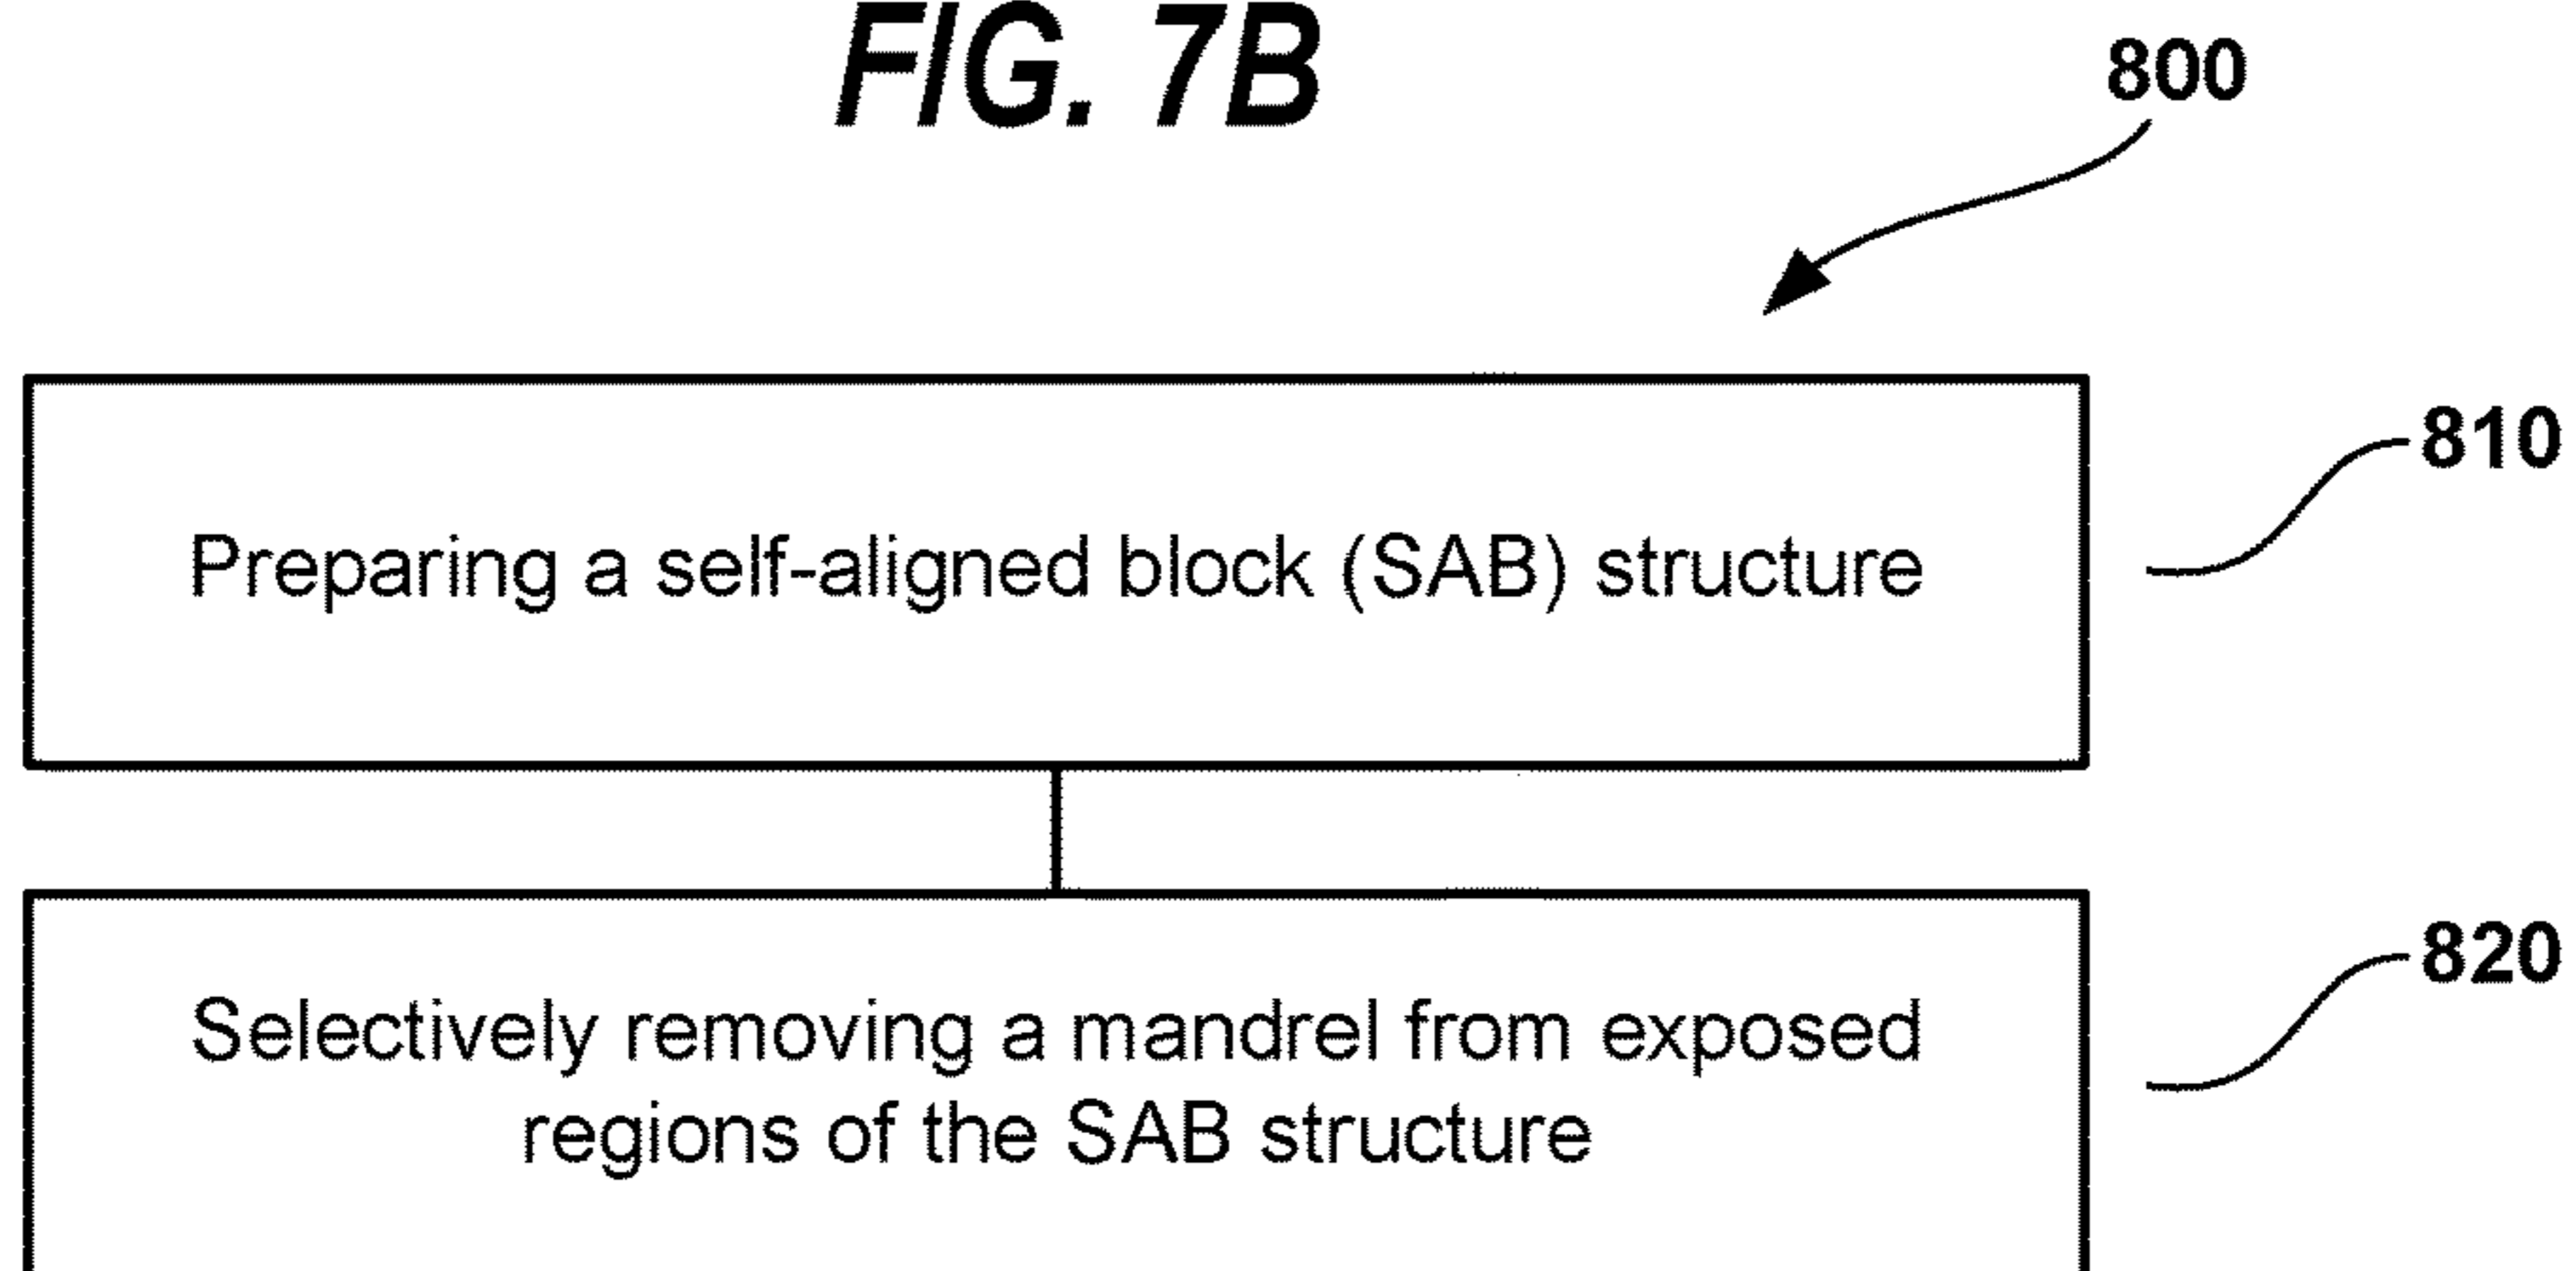 FIG. 7B
800
810
Preparing a self-aligned block (SAB) structure
820
Selectively removing a mandrel from exposed
regions of the SAB structure